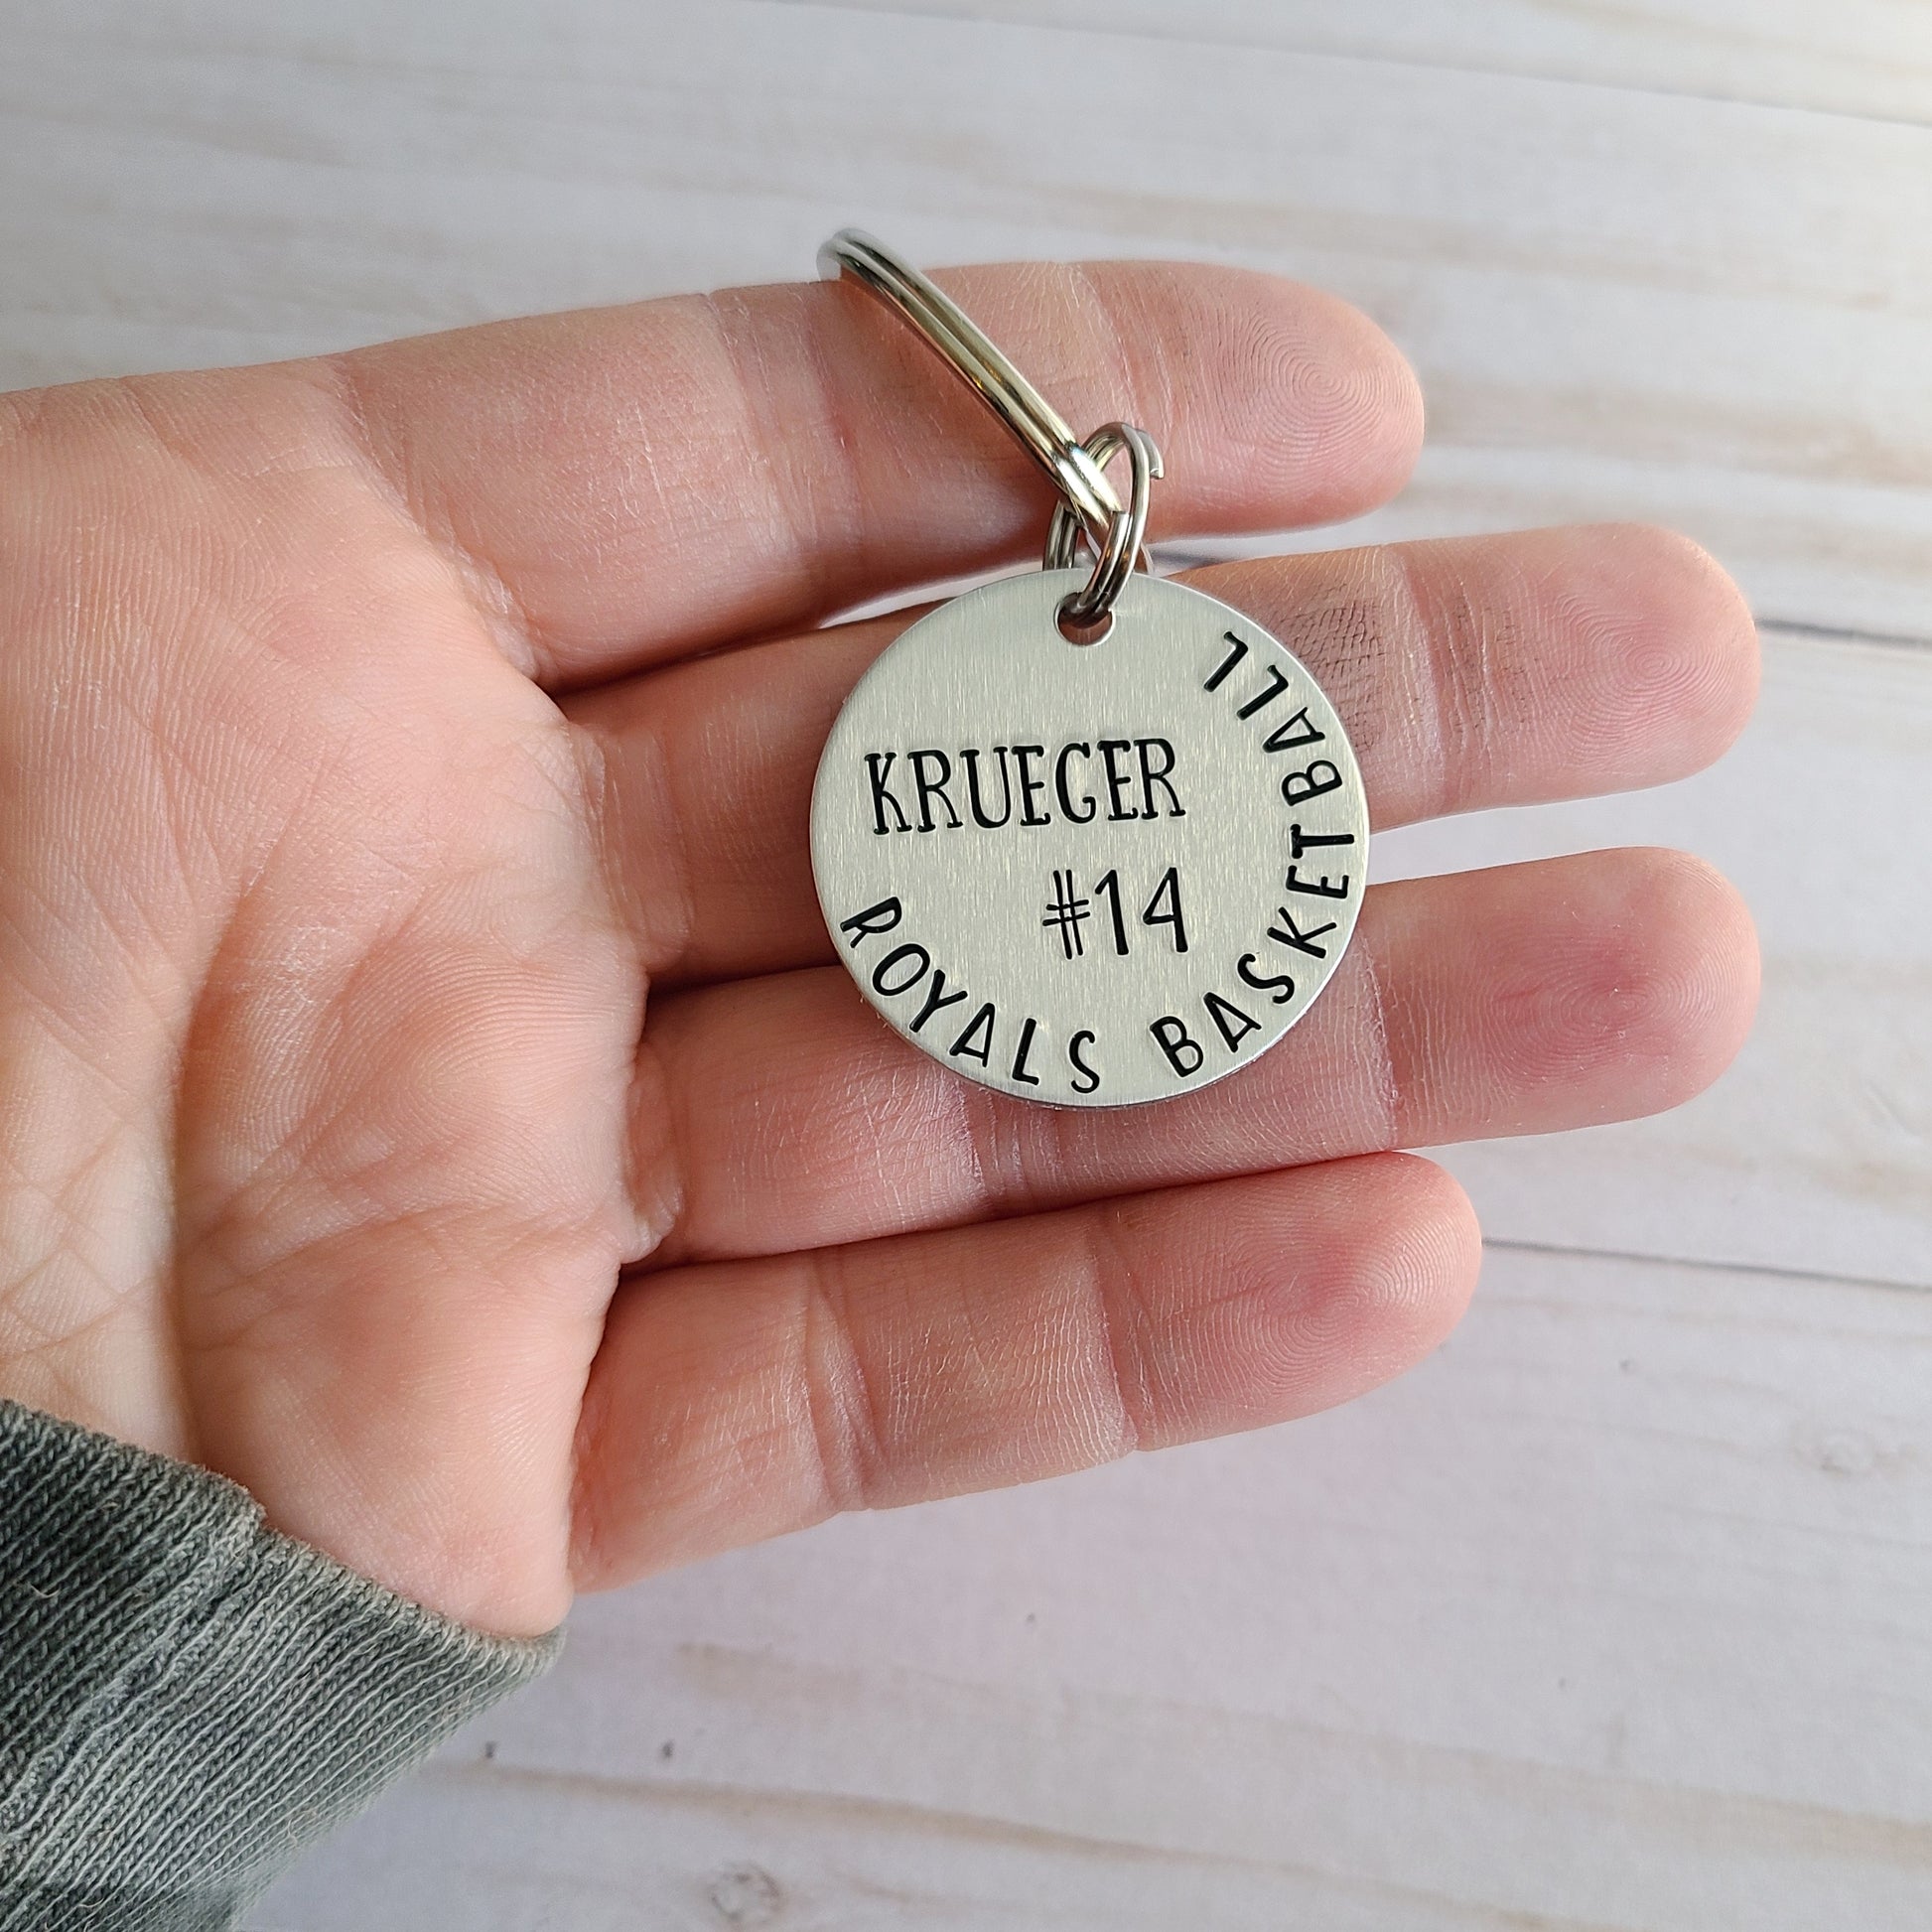 KRUEGER
#14
ROYALS BASKETBALL